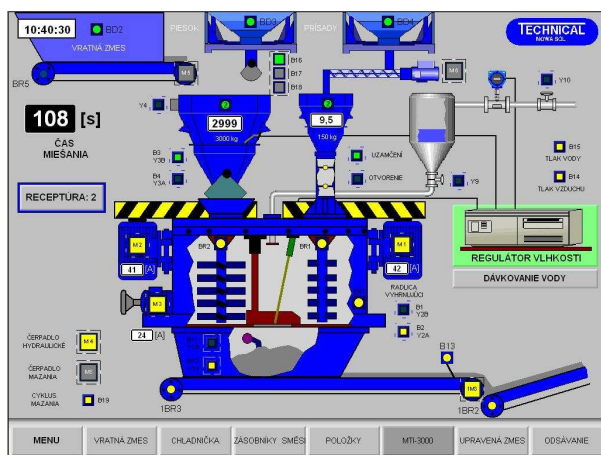 10:40:30
BD2
VRATNÁ ZMES
PIESOK
BD3
PRÍSADY
BD4
TECHNICAL
NOWA SÓL
BR5
M5
B16
B17
B18
M6
Y10
108 [s]
ČAS
MIEŠANIA
Y4
2999
3000 kg
9,5
150 kg
B3
Y3B
B4
Y3A
UZAMČENÍ
OTVORENIE
Y9
B15
TLAK VODY
B14
TLAK VZDUCHU
RECEPTÚRA: 2
M2
41 [A]
BR2
BR1
M1
42 [A]
REGULÁTOR VLHKOSTI
DÁVKOVANIE VODY
M3
24 [A]
RADLICA
VYHRNUJÚCI
B1
Y2B
B2
Y2A
ČERPADLO
HYDRAULICKÉ
M4
ČERPADLO
MAZANIA
CYKLUS
MAZANIA
B19
B13
1BR3
1BR2
MENU
VRATNÁ ZMES
CHLADNIČKA
ZÁSOBNÍKY SMĚSI
POLOŽKY
MTI-3000
UPRAVENÁ ZMES
ODSÁVANIE